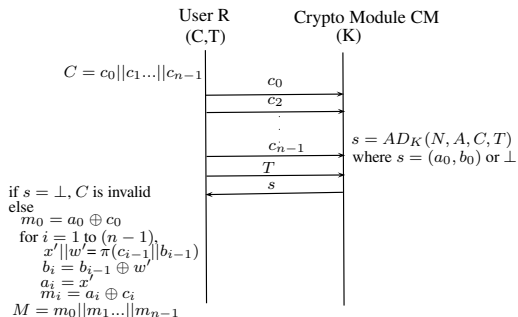 User R
(C,T)
Crypto Module CM
(K)
C = c₀||c₁...||cₙ₋₁
c₀
c₂
.
.
.
cₙ₋₁
T
s
s = AD_K(N, A, C, T)
where s = (a₀, b₀) or ⊥
if s = ⊥, C is invalid
else
m₀ = a₀ ⊕ c₀
for i = 1 to (n − 1),
x′||w′ = π(cᵢ₋₁||bᵢ₋₁)
bᵢ = bᵢ₋₁ ⊕ w′
aᵢ = x′
mᵢ = aᵢ ⊕ cᵢ
M = m₀||m₁...||mₙ₋₁